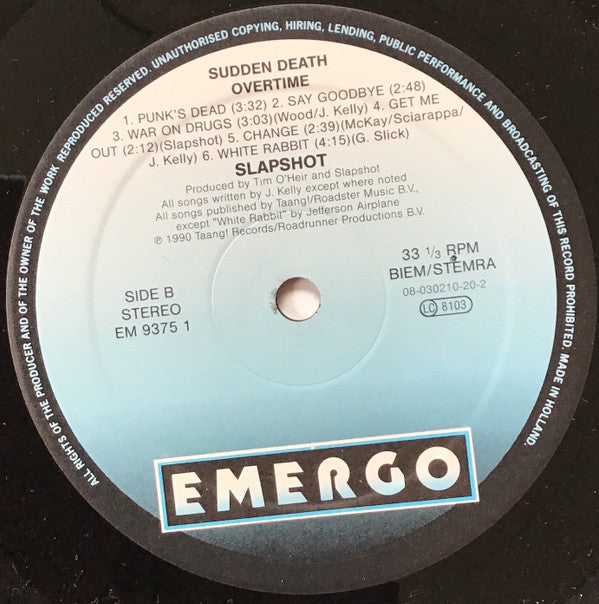 ALL RIGHTS OF THE PRODUCER AND OF THE OWNER OF THE WORK REPRODUCED RESERVED. UNAUTHORISED COPYING, HIRING, LENDING, PUBLIC PERFORMANCE AND BROADCASTING OF THIS RECORD PROHIBITED. MADE IN HOLLAND.
SUDDEN DEATH
OVERTIME
1. PUNK'S DEAD (3:32) 2. SAY GOODBYE (2:48)
3. WAR ON DRUGS (3:03)(Wood/J. Kelly) 4. GET ME
OUT (2:12)(Slapshot) 5. CHANGE (2:39)(McKay/Sciarappa/
J. Kelly) 6. WHITE RABBIT (4:15)(G. Slick)
SLAPSHOT
Produced by Tim O'Heir and Slapshot
All songs written by J. Kelly except where noted
All songs published by Taang!/Roadster Music B.V.,
except "White Rabbit" by Jefferson Airplane
℗ 1990 Taang! Records/Roadrunner Productions B.V.
SIDE B
STEREO
EM 9375 1
33 1/3 RPM
BIEM/STEMRA
08-030210-20-2
LC 8103
EMERGO